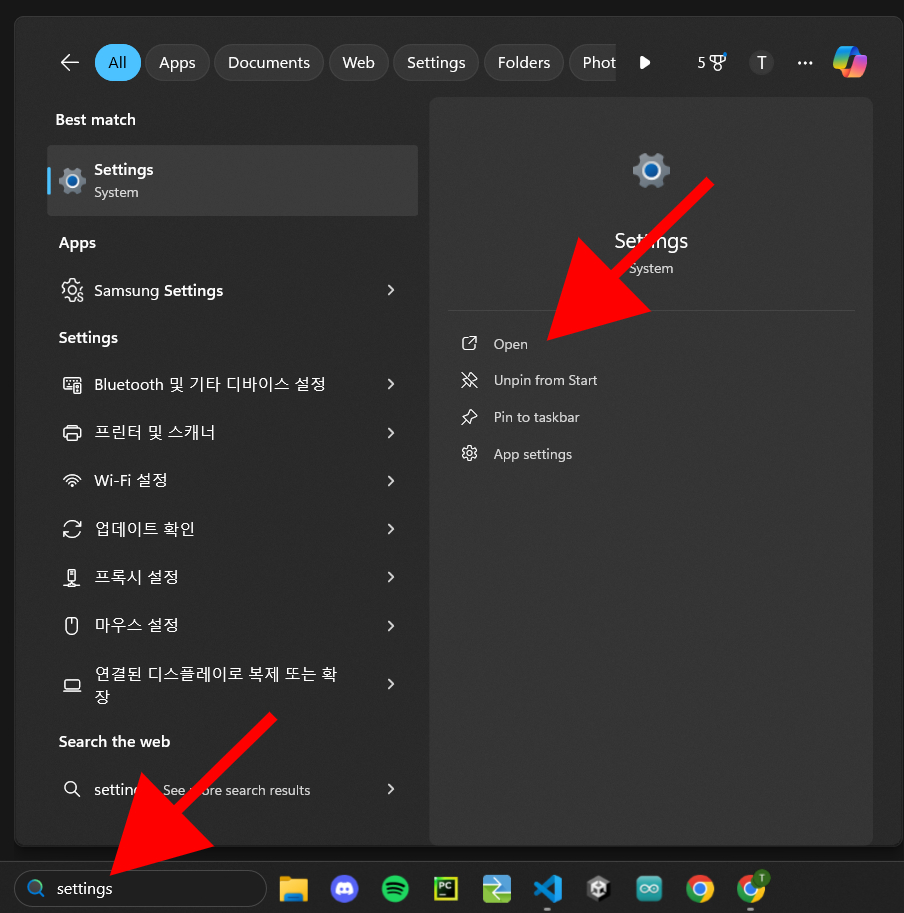 All
Apps
Documents
Web
Settings
Folders
Phot
5
T
Best match
Settings
System
Apps
Samsung Settings
Settings
Bluetooth 및 기타 디바이스 설정
프린터 및 스캐너
Wi-Fi 설정
업데이트 확인
프록시 설정
마우스 설정
연결된 디스플레이로 복제 또는 확
장
Search the web
See more search results
Settings
System
Open
Unpin from Start
Pin to taskbar
App settings
settings
PC
T